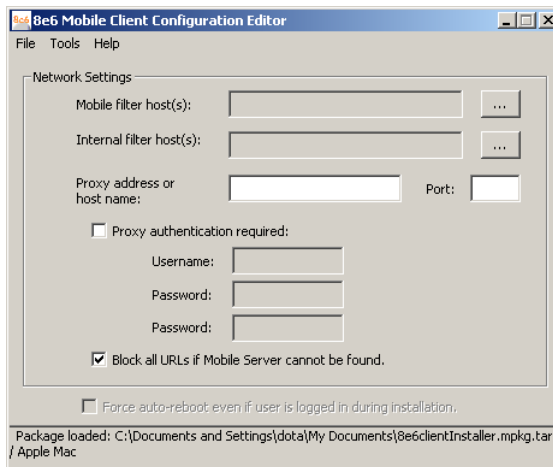 8e6 8e6 Mobile Client Configuration Editor
File Tools Help
Network Settings
Mobile filter host(s): ...
Internal filter host(s): ...
Proxy address or
host name:
Port:
Proxy authentication required:
Username:
Password:
Password:
Block all URLs if Mobile Server cannot be found.
Force auto-reboot even if user is logged in during installation.
Package loaded: C:\Documents and Settings\dota\My Documents\8e6clientInstaller.mpkg.tar
/ Apple Mac